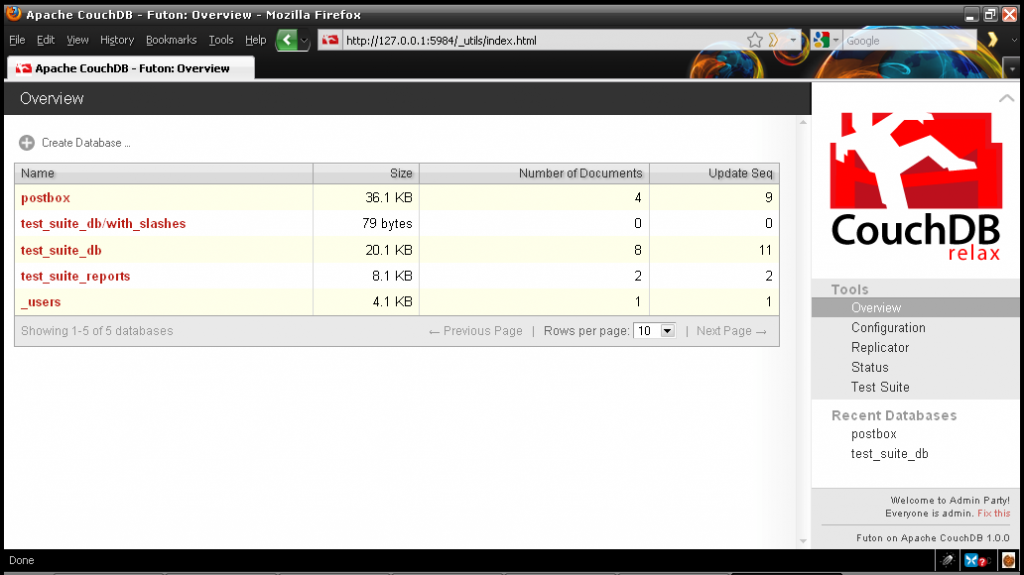 Apache CouchDB - Futon: Overview - Mozilla Firefox
File Edit View History Bookmarks Tools Help http://127.0.0.1:5984/_utils/index.html Google
Apache CouchDB - Futon: Overview
Overview
Create Database ...
Name Size Number of Documents Update Seq
postbox 36.1 KB 4 9
test_suite_db/with_slashes 79 bytes 0 0
test_suite_db 20.1 KB 8 11
test_suite_reports 8.1 KB 2 2
_users 4.1 KB 1 1
Showing 1-5 of 5 databases ← Previous Page | Rows per page: 10 | Next Page →
CouchDB
relax
Tools
Overview
Configuration
Replicator
Status
Test Suite
Recent Databases
postbox
test_suite_db
Welcome to Admin Party!
Everyone is admin. Fix this
Futon on Apache CouchDB 1.0.0
Done